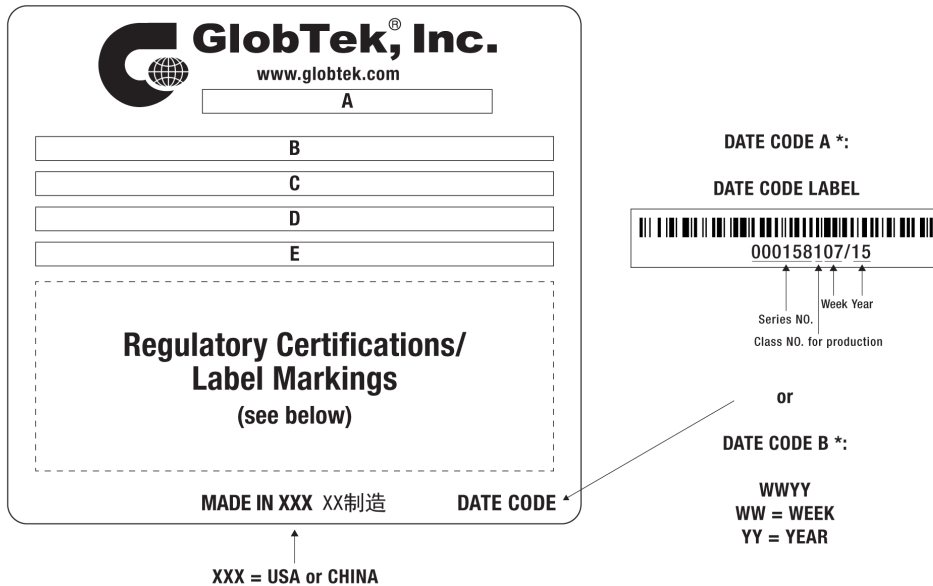 GlobTek®, Inc.
www.globtek.com
A
B
C
D
E
Regulatory Certifications/
Label Markings
(see below)
MADE IN XXX XX制造 DATE CODE
XXX = USA or CHINA
DATE CODE A *:
DATE CODE LABEL
000158107/15
Week Year
Series NO.
Class NO. for production
or
DATE CODE B *:
WWYY
WW = WEEK
YY = YEAR